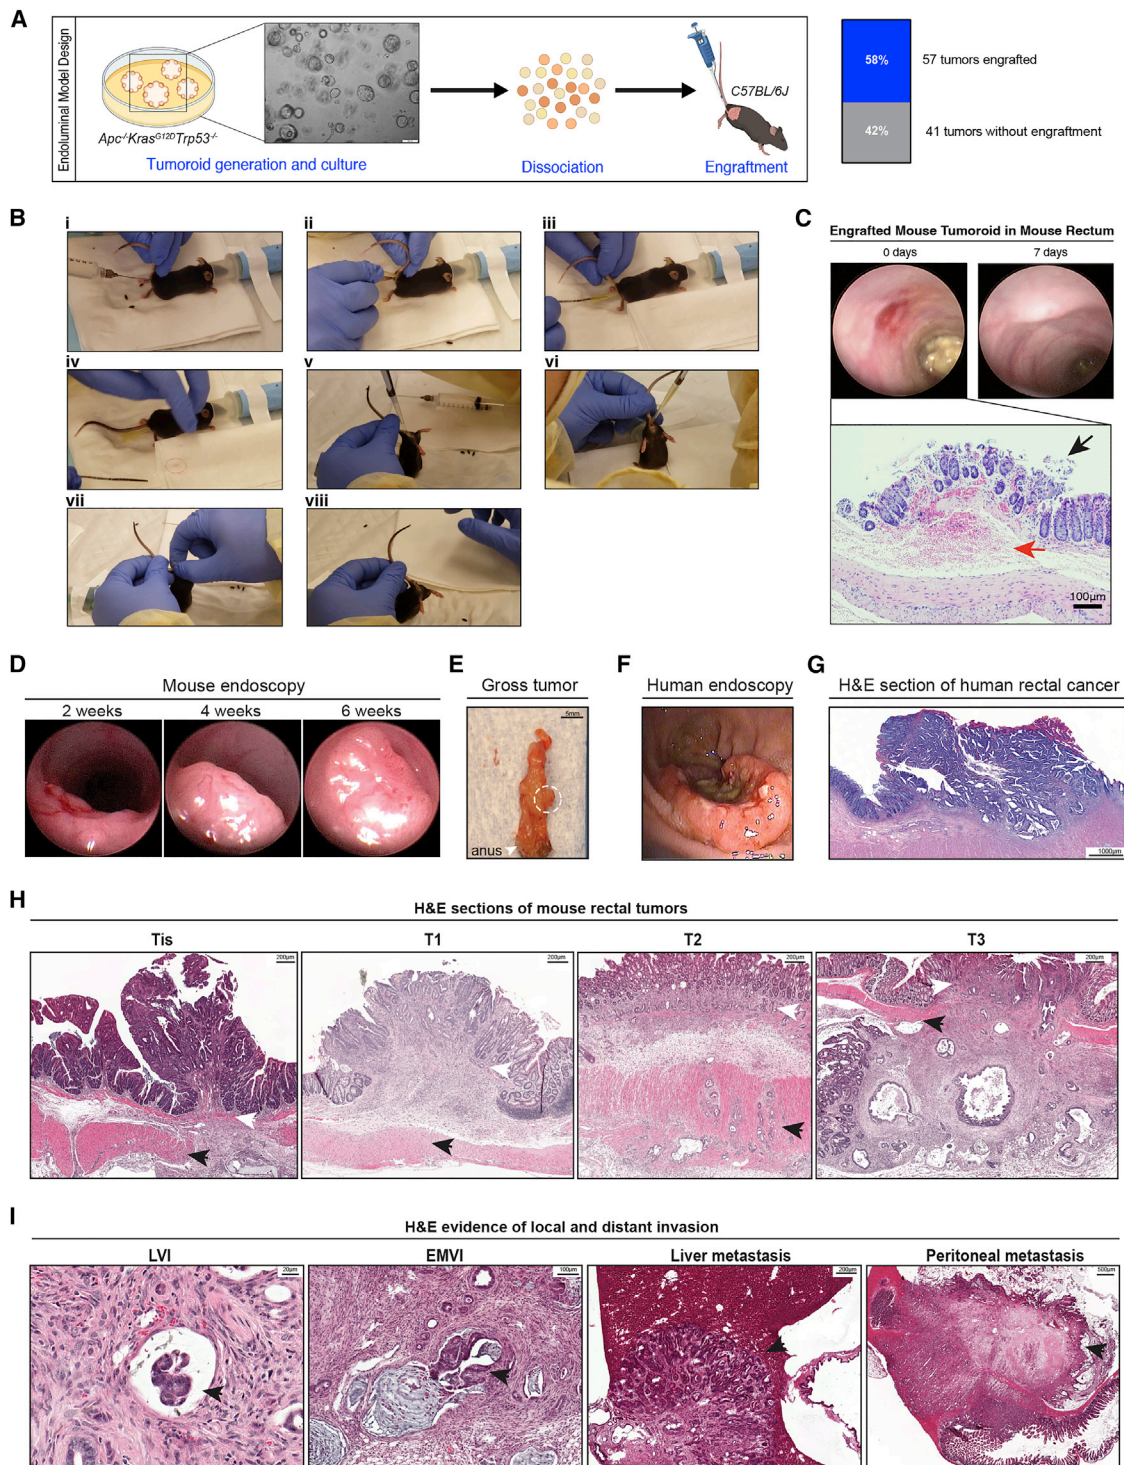 A
Endoluminal Model Design
Apc-/-KrasG12DTrp53-/-
C57BL/6J
Tumoroid generation and culture
Dissociation
Engraftment
58%
57 tumors engrafted
42%
41 tumors without engraftment
B
i
ii
iii
iv
v
vi
vii
viii
C
Engrafted Mouse Tumoroid in Mouse Rectum
0 days
7 days
100µm
D
Mouse endoscopy
2 weeks
4 weeks
6 weeks
E
Gross tumor
5mm
anus
F
Human endoscopy
G
H&E section of human rectal cancer
1000µm
H
H&E sections of mouse rectal tumors
Tis
T1
T2
T3
200µm
200µm
200µm
200µm
I
H&E evidence of local and distant invasion
LVI
EMVI
Liver metastasis
Peritoneal metastasis
20µm
100µm
200µm
500µm